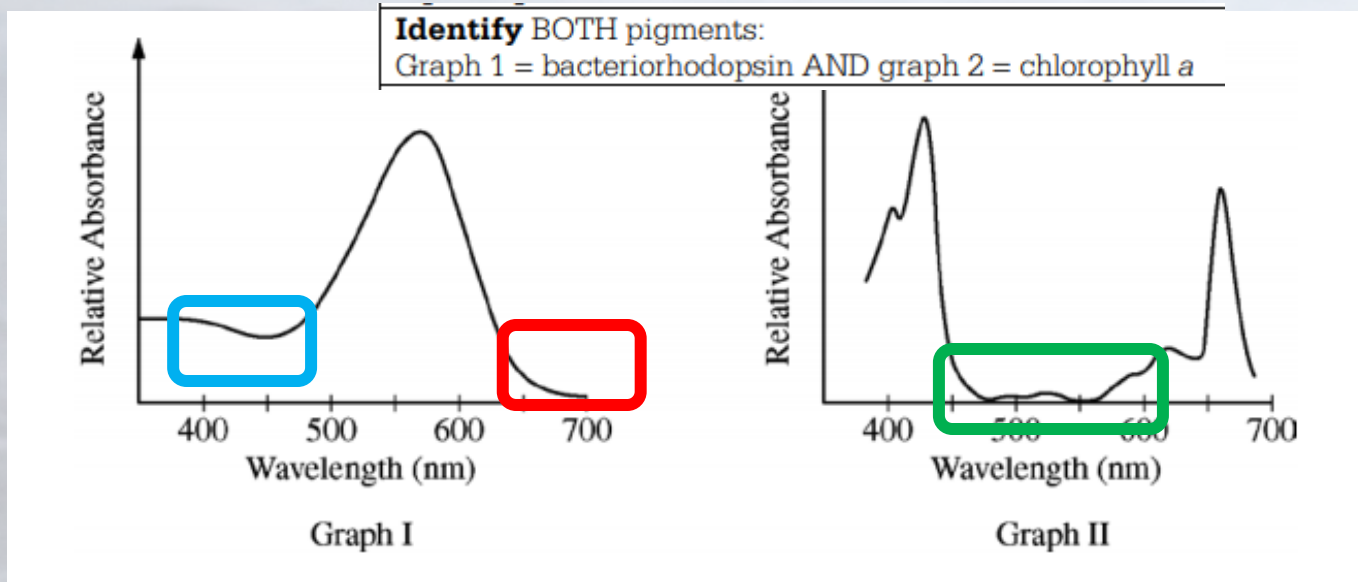 Identify BOTH pigments:
Graph 1 = bacteriorhodopsin AND graph 2 = chlorophyll a
Relative Absorbance
400 500 600 700
Wavelength (nm)
Graph I
Relative Absorbance
400 500 600 700
Wavelength (nm)
Graph II